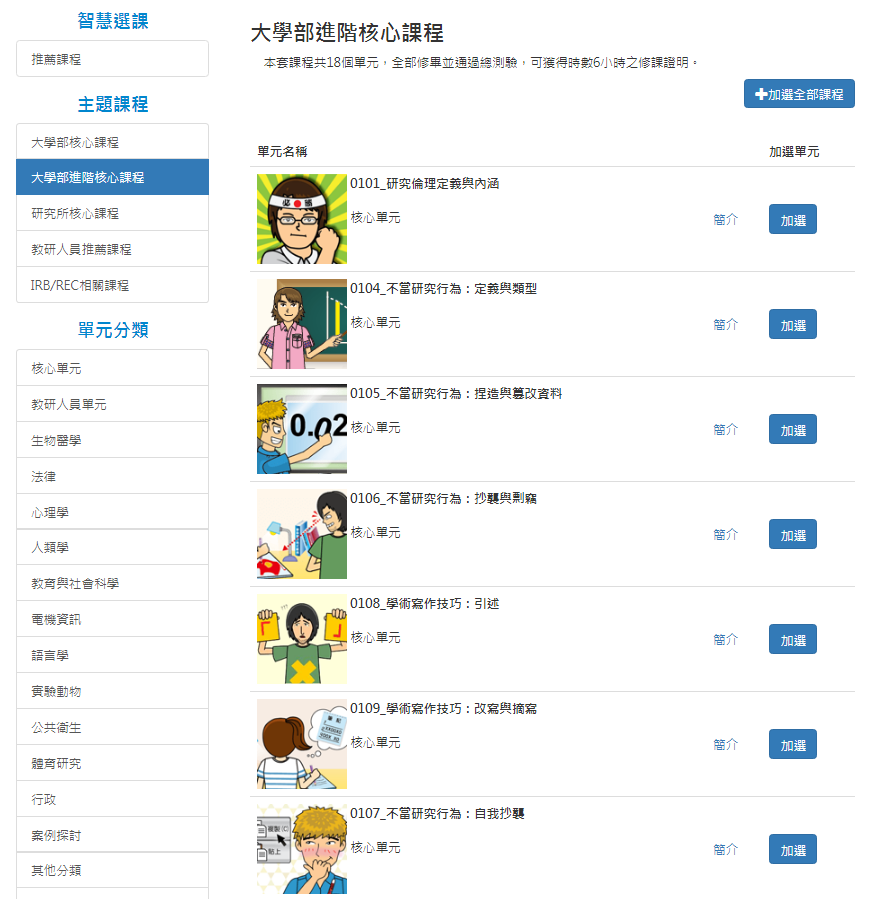 智慧選課
推薦課程
主題課程
大學部核心課程
大學部進階核心課程
研究所核心課程
教研人員推薦課程
IRB/REC相關課程
單元分類
核心單元
教研人員單元
生物醫學
法律
心理學
人類學
教育與社會科學
電機資訊
語言學
實驗動物
公共衛生
體育研究
行政
案例探討
其他分類
大學部進階核心課程
本套課程共18個單元，全部修畢並通過總測驗，可獲得時數6小時之修課證明。
加選全部課程
單元名稱 加選單元
必 勝
0101_研究倫理定義與內涵
核心單元 簡介 加選
0104_不當研究行為：定義與類型
核心單元 簡介 加選
0105_不當研究行為：捏造與篡改資料
0.02
核心單元 簡介 加選
0106_不當研究行為：抄襲與剽竊
核心單元 簡介 加選
0108_學術寫作技巧：引述
???
「 」
核心單元 簡介 加選
0109_學術寫作技巧：改寫與摘寫
核心單元 簡介 加選
0107_不當研究行為：自我抄襲
複製(C)
貼上
核心單元 簡介 加選